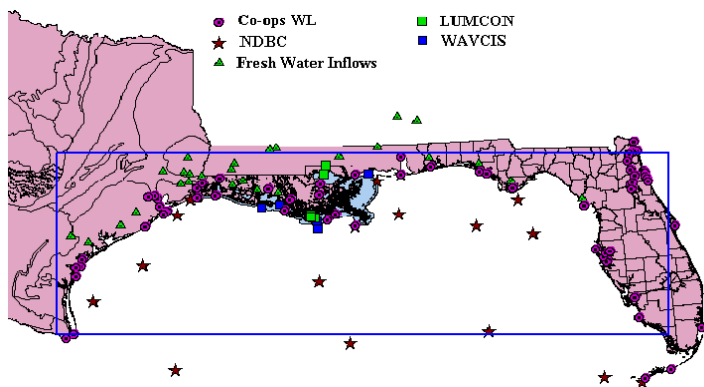 Co-ops WL
NDBC
Fresh Water Inflows
LUMCON
WAVCIS